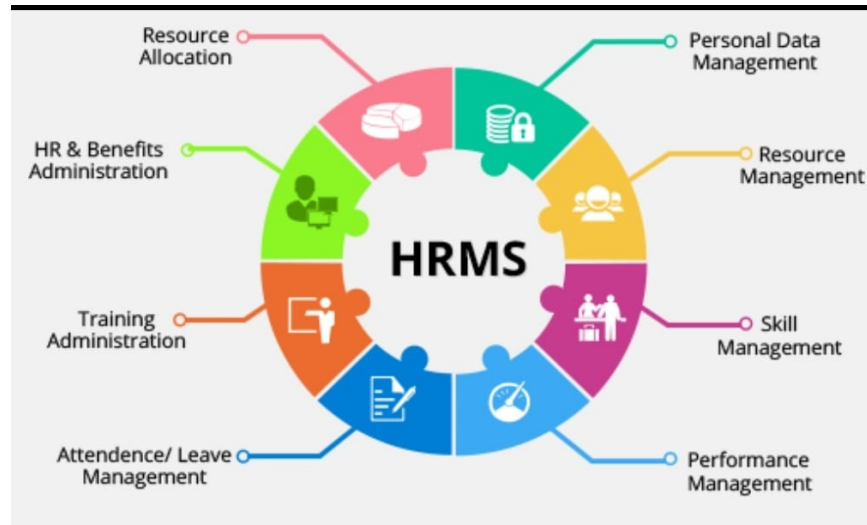 Resource
Allocation
Personal Data
Management
HR & Benefits
Administration
Resource
Management
HRMS
Training
Administration
Skill
Management
Attendence/ Leave
Management
Performance
Management